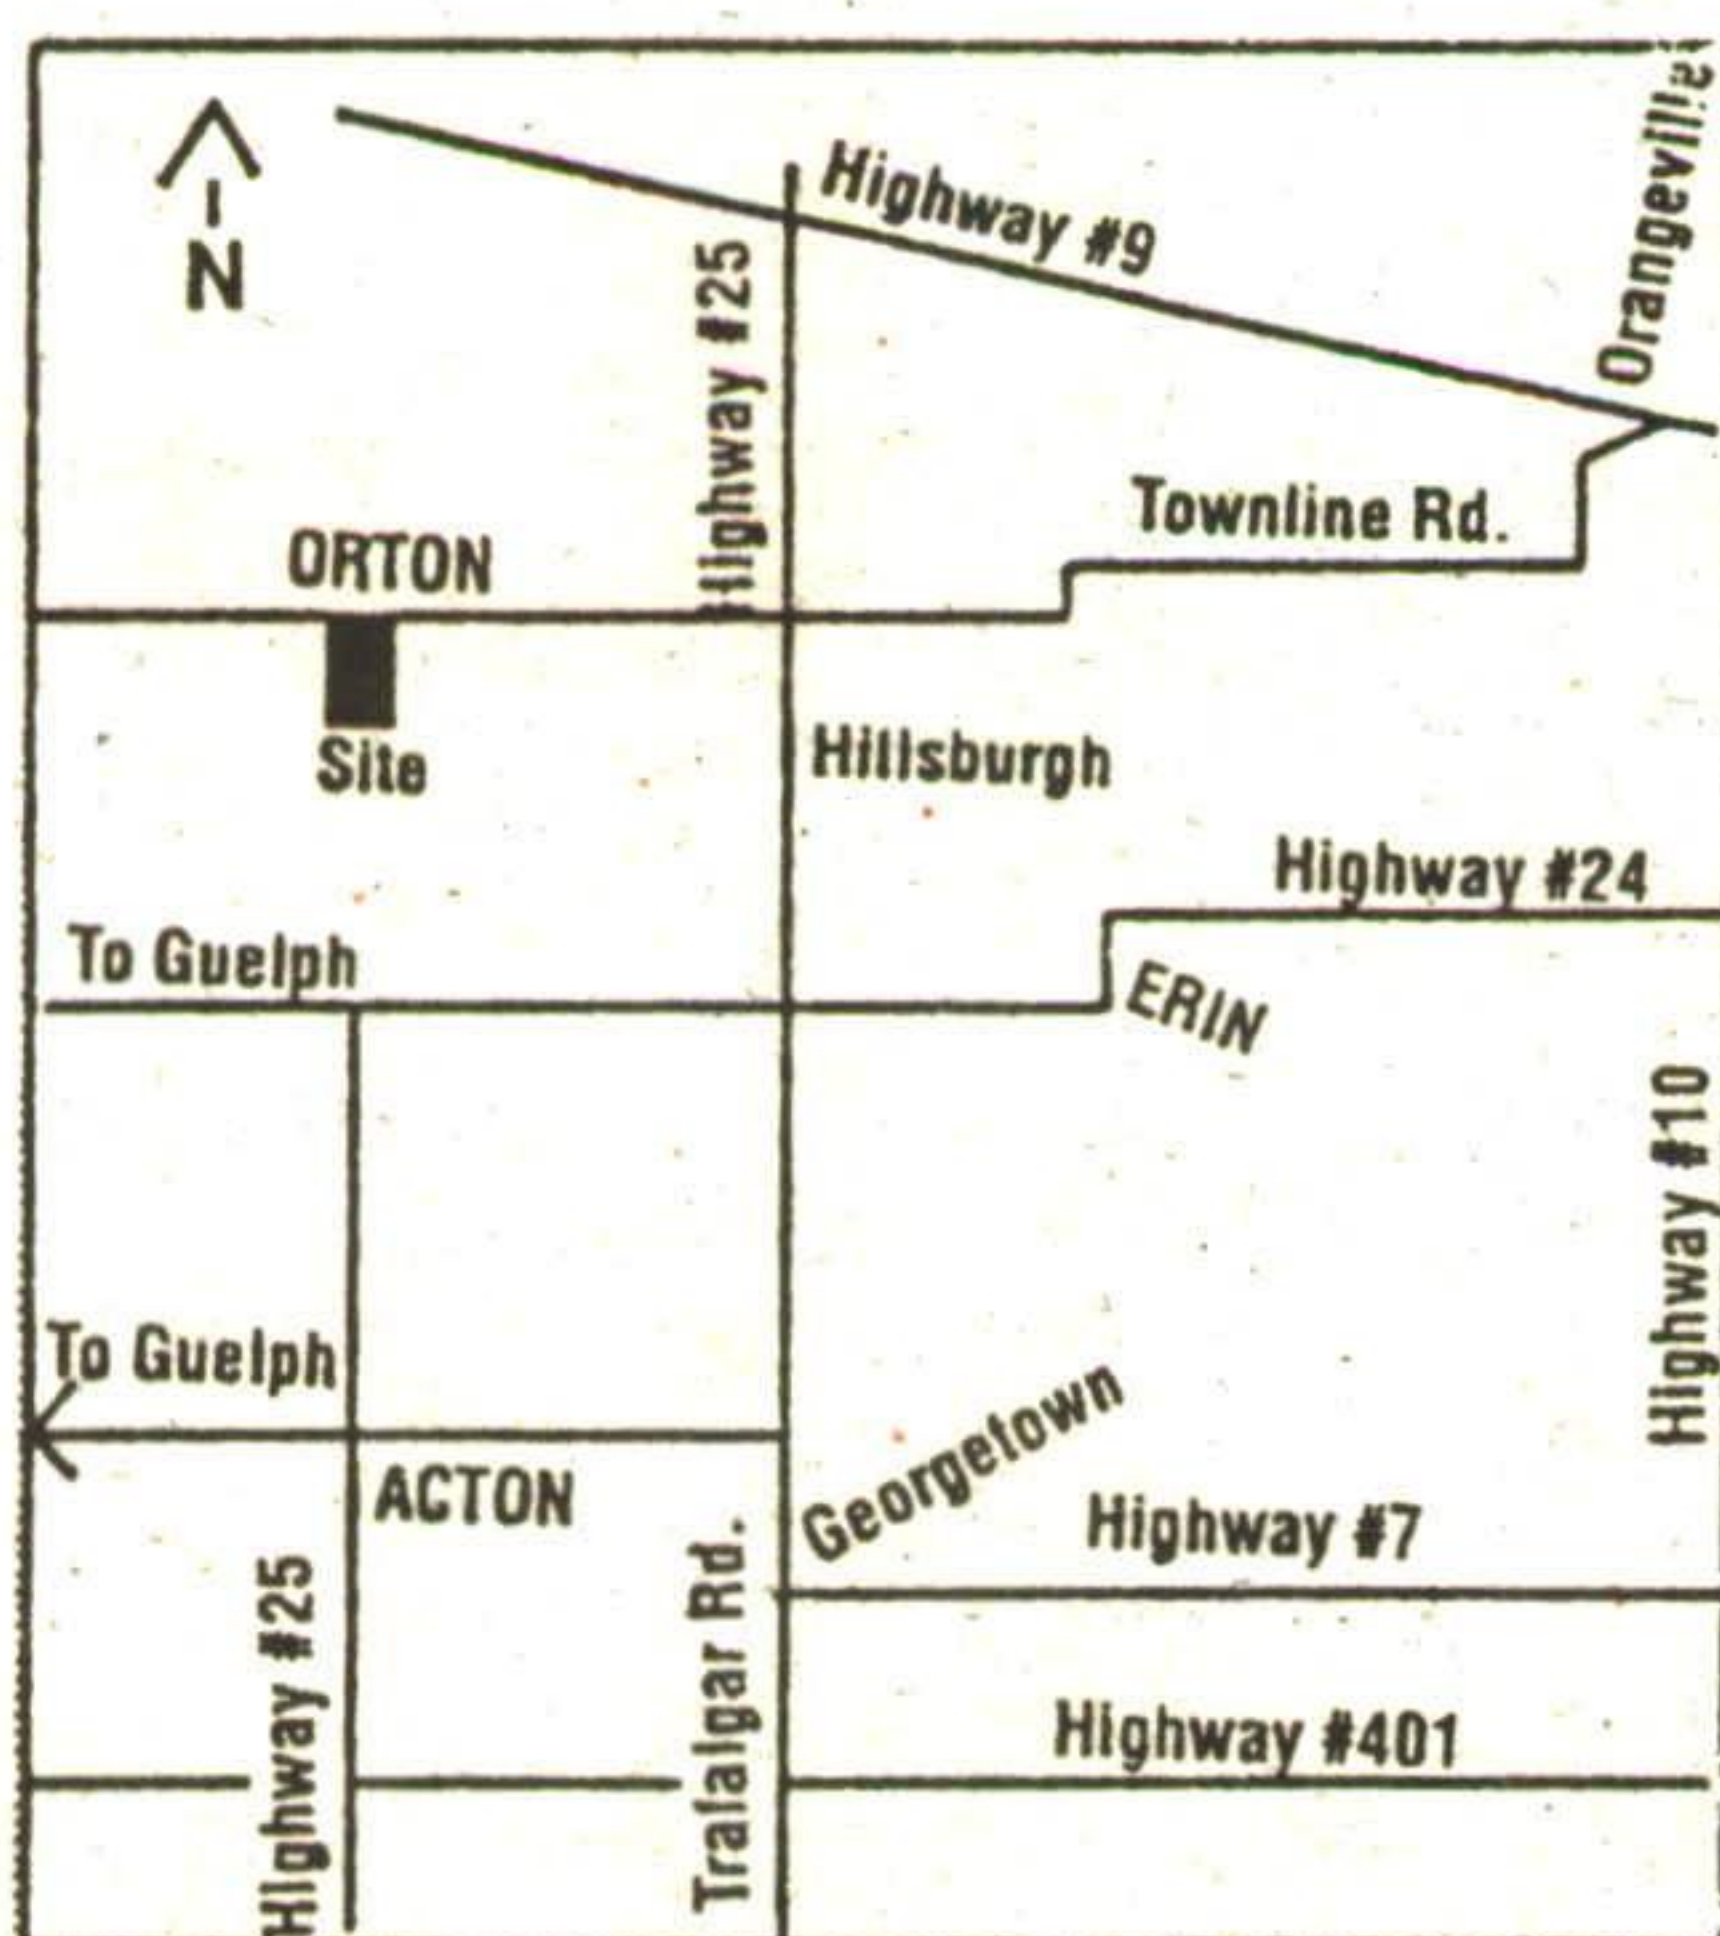 Orangeville
Highway #9
N
Highway #25
Townline Rd.
ORTON
Site
Hillsburgh
Highway #24
To Guelph
ERIN
Highway #10
To Guelph
Georgetown
ACTON
Highway #7
Highway #25
Trafalgar Rd.
Highway #401